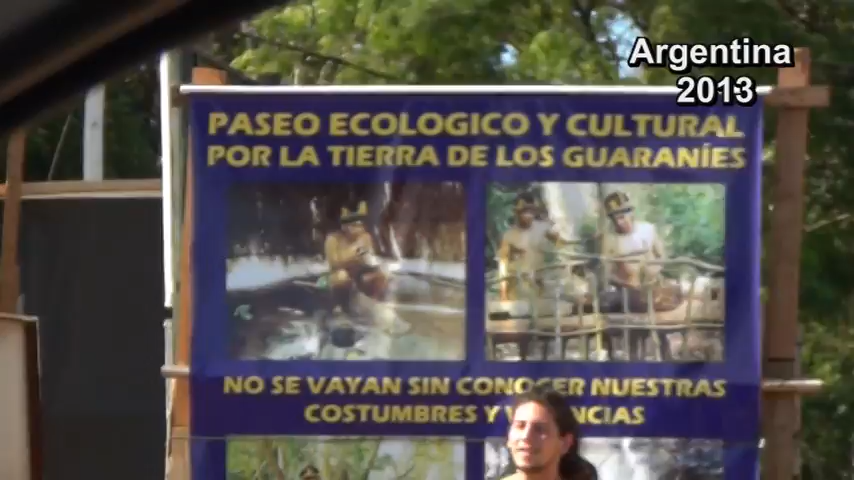 Argentina
2013
PASEO ECOLOGICO Y CULTURAL
POR LA TIERRA DE LOS GUARANÍES
NO SE VAYAN SIN CONOCER NUESTRAS
COSTUMBRES Y